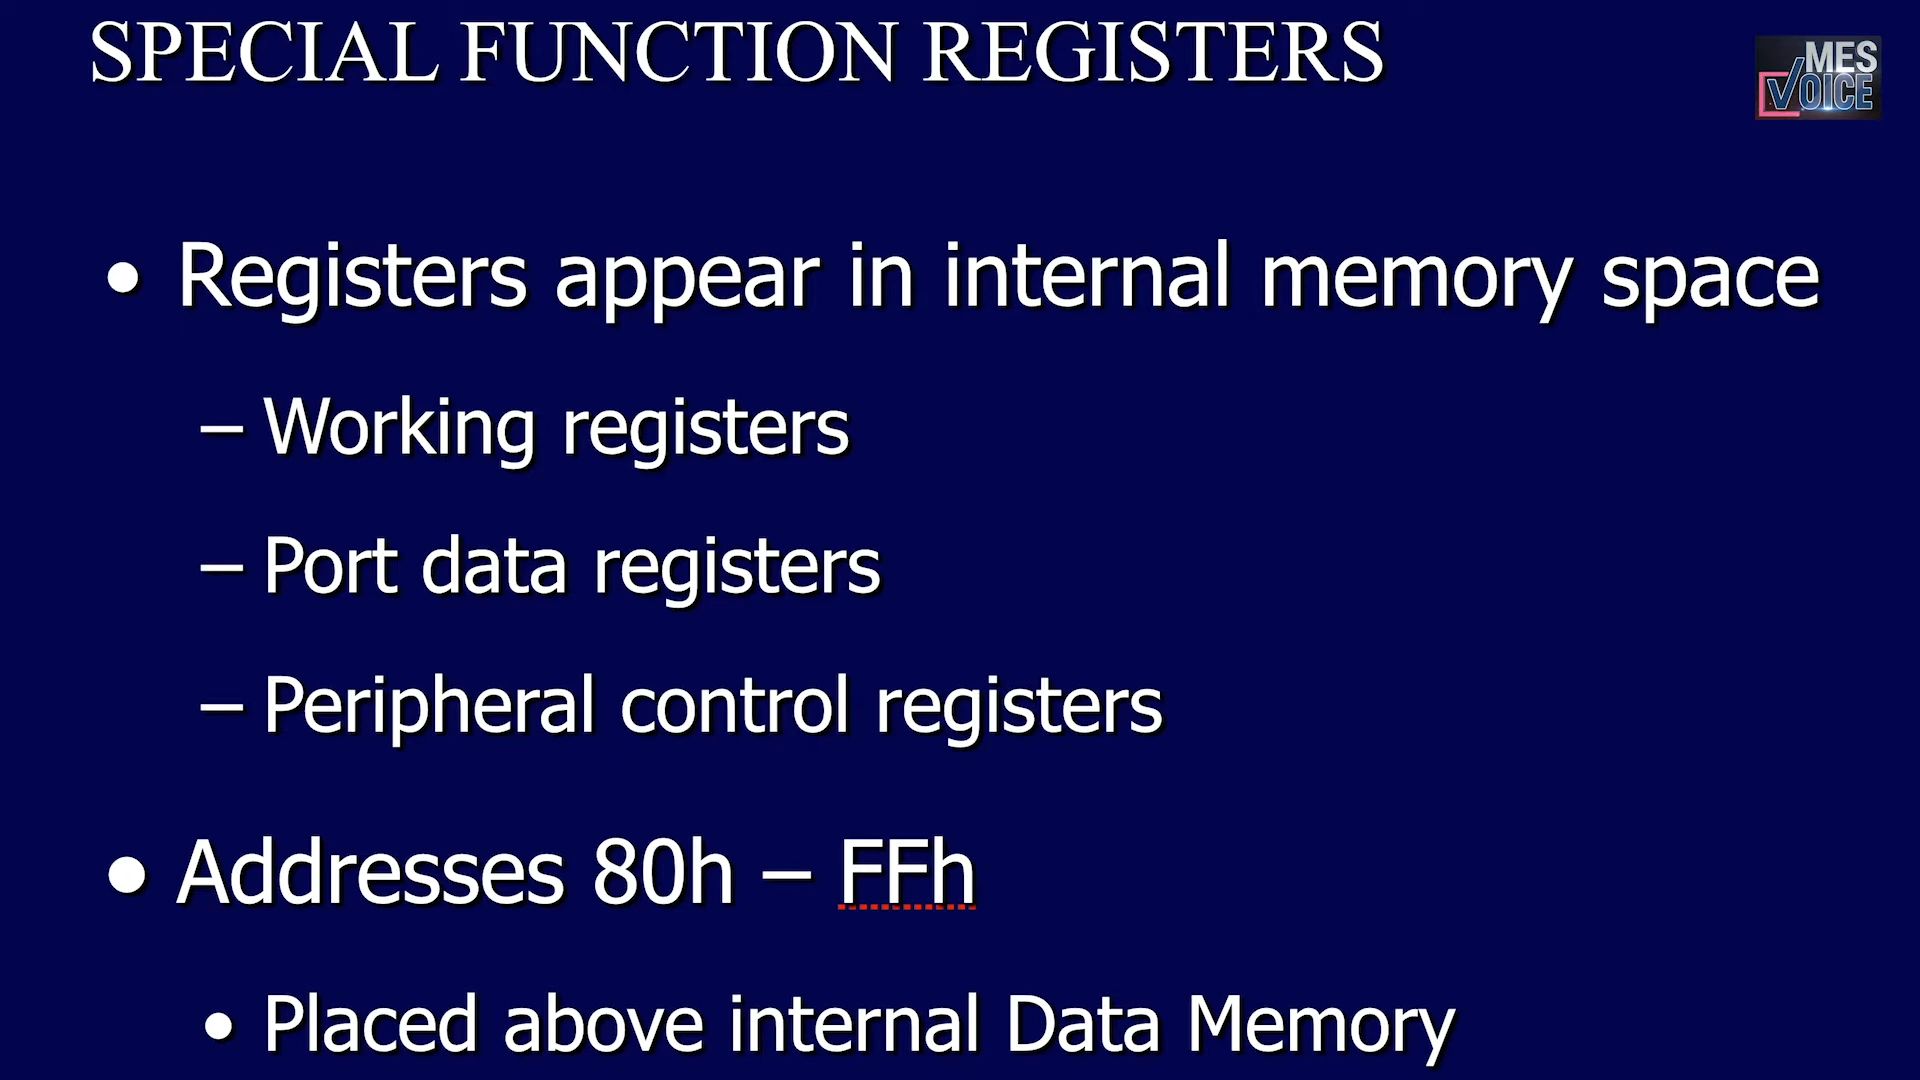 SPECIAL FUNCTION REGISTERS
MES
VOICE
• Registers appear in internal memory space
– Working registers
– Port data registers
– Peripheral control registers
• Addresses 80h – FFh
• Placed above internal Data Memory